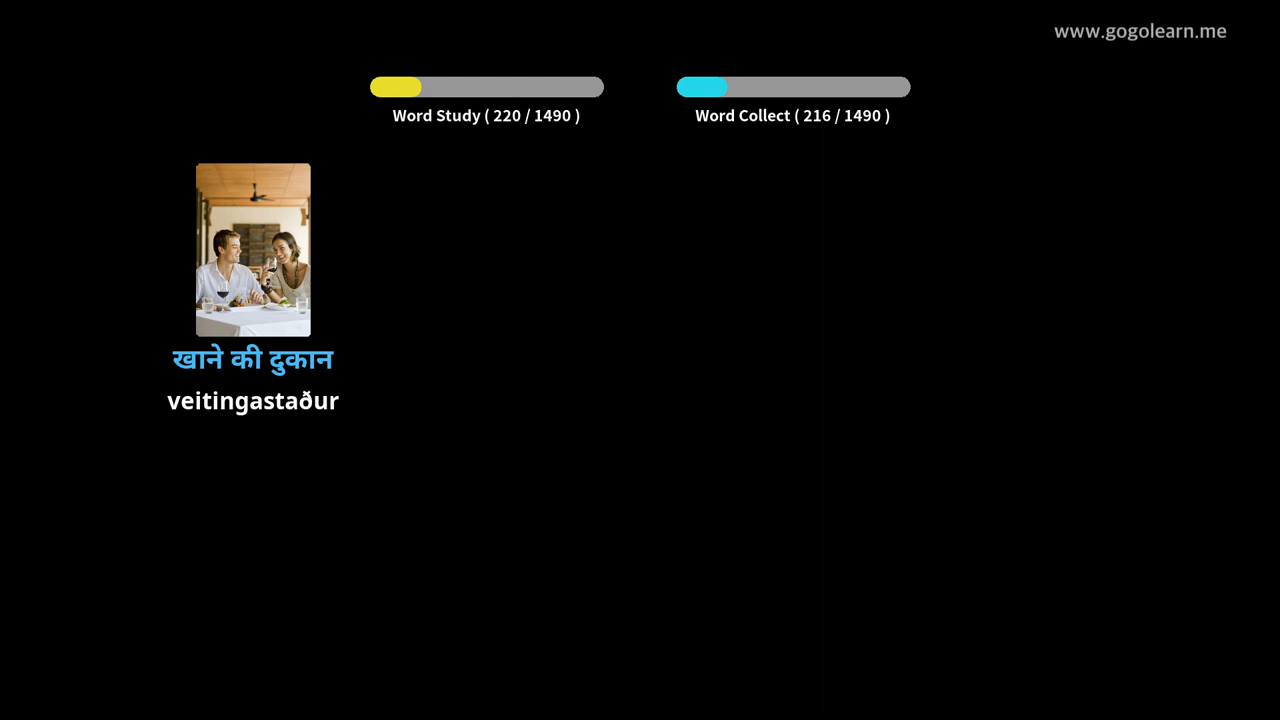 www.gogolearn.me
Word Study ( 220 / 1490 )
Word Collect ( 216 / 1490 )
खाने की दुकान
veitingastaður